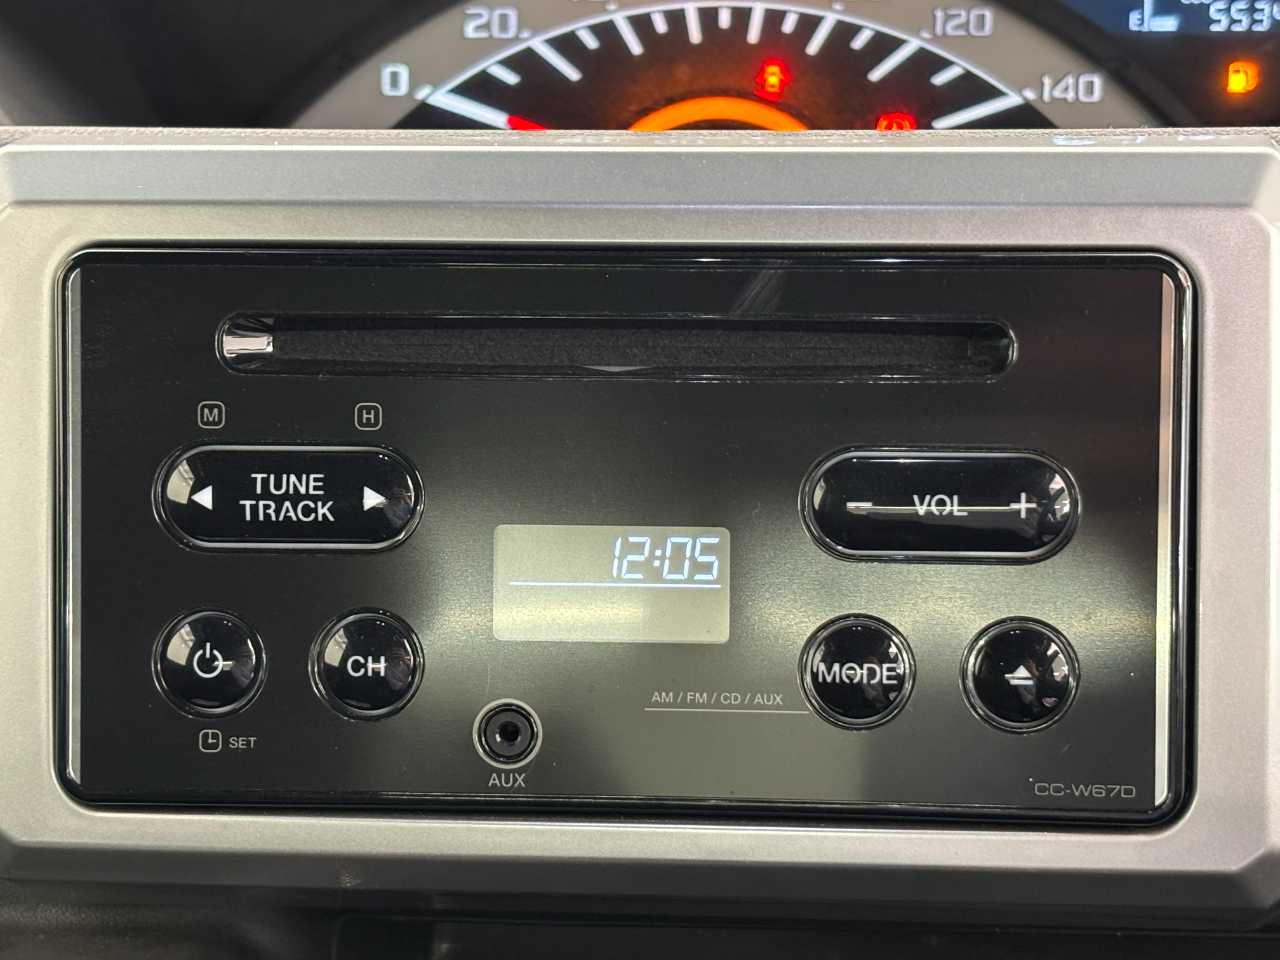 20
120
0
140
E
M
H
TUNE
TRACK
− VOL +
12:05
CH
MODE
AM / FM / CD / AUX
SET
AUX
CC-W67D